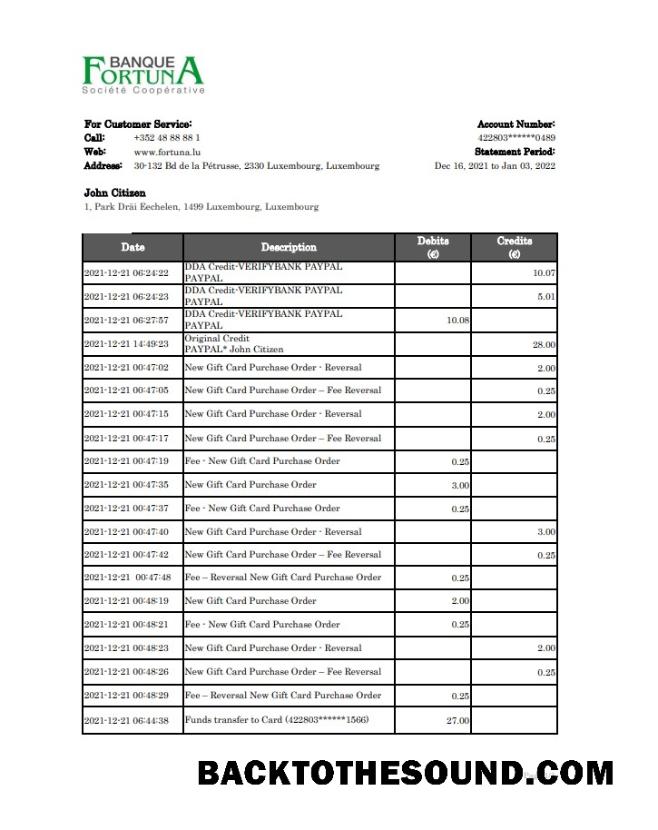 BANQUE
FORTUNA
Société Coopérative
For Customer Service:
Call: +352 48 88 88 1
Web: www.fortuna.lu
Address: 30-132 Bd de la Pétrusse, 2330 Luxembourg, Luxembourg
Account Number:
422803******0489
Statement Period:
Dec 16, 2021 to Jan 03, 2022
John Citizen
1, Park Dräi Eechelen, 1499 Luxembourg, Luxembourg
Date Description Debits (€) Credits (€)
2021-12-21 06:24:22 DDA Credit-VERIFYBANK PAYPAL
PAYPAL 10.07
2021-12-21 06:24:23 DDA Credit-VERIFYBANK PAYPAL
PAYPAL 5.01
2021-12-21 06:27:57 DDA Credit-VERIFYBANK PAYPAL
PAYPAL 10.08
2021-12-21 14:49:23 Original Credit
PAYPAL* John Citizen 28.00
2021-12-21 00:47:02 New Gift Card Purchase Order - Reversal 2.00
2021-12-21 00:47:05 New Gift Card Purchase Order – Fee Reversal 0.25
2021-12-21 00:47:15 New Gift Card Purchase Order - Reversal 2.00
2021-12-21 00:47:17 New Gift Card Purchase Order – Fee Reversal 0.25
2021-12-21 00:47:19 Fee - New Gift Card Purchase Order 0.25
2021-12-21 00:47:35 New Gift Card Purchase Order 3.00
2021-12-21 00:47:37 Fee - New Gift Card Purchase Order 0.25
2021-12-21 00:47:40 New Gift Card Purchase Order - Reversal 3.00
2021-12-21 00:47:42 New Gift Card Purchase Order – Fee Reversal 0.25
2021-12-21 00:47:48 Fee – Reversal New Gift Card Purchase Order 0.25
2021-12-21 00:48:19 New Gift Card Purchase Order 2.00
2021-12-21 00:48:21 Fee - New Gift Card Purchase Order 0.25
2021-12-21 00:48:23 New Gift Card Purchase Order - Reversal 2.00
2021-12-21 00:48:26 New Gift Card Purchase Order – Fee Reversal 0.25
2021-12-21 00:48:29 Fee – Reversal New Gift Card Purchase Order 0.25
2021-12-21 06:44:38 Funds transfer to Card (422803******1566) 27.00
BACKTOTHESOUND.COM